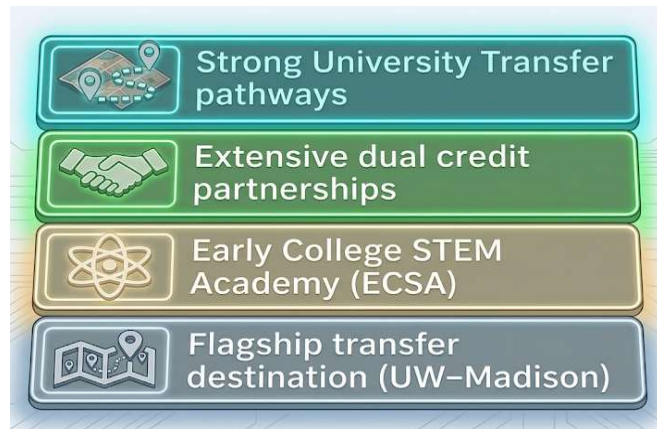 Strong University Transfer
pathways
Extensive dual credit
partnerships
Early College STEM
Academy (ECSA)
Flagship transfer
destination (UW–Madison)